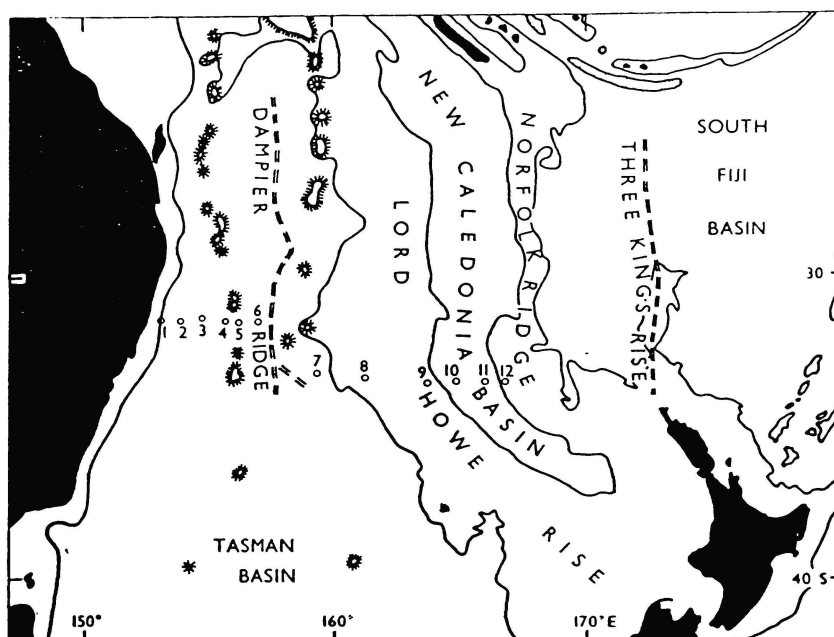 DAMPIER
RIDGE
LORD
HOWE
RISE
NEW CALEDONIA
BASIN
NORFOLK RIDGE
THREE KINGS RISE
SOUTH
FIJI
BASIN
30
1 2 3 4 5 6
7 8 9 10 11 12
TASMAN
BASIN
40 S
150° 160° 170°E